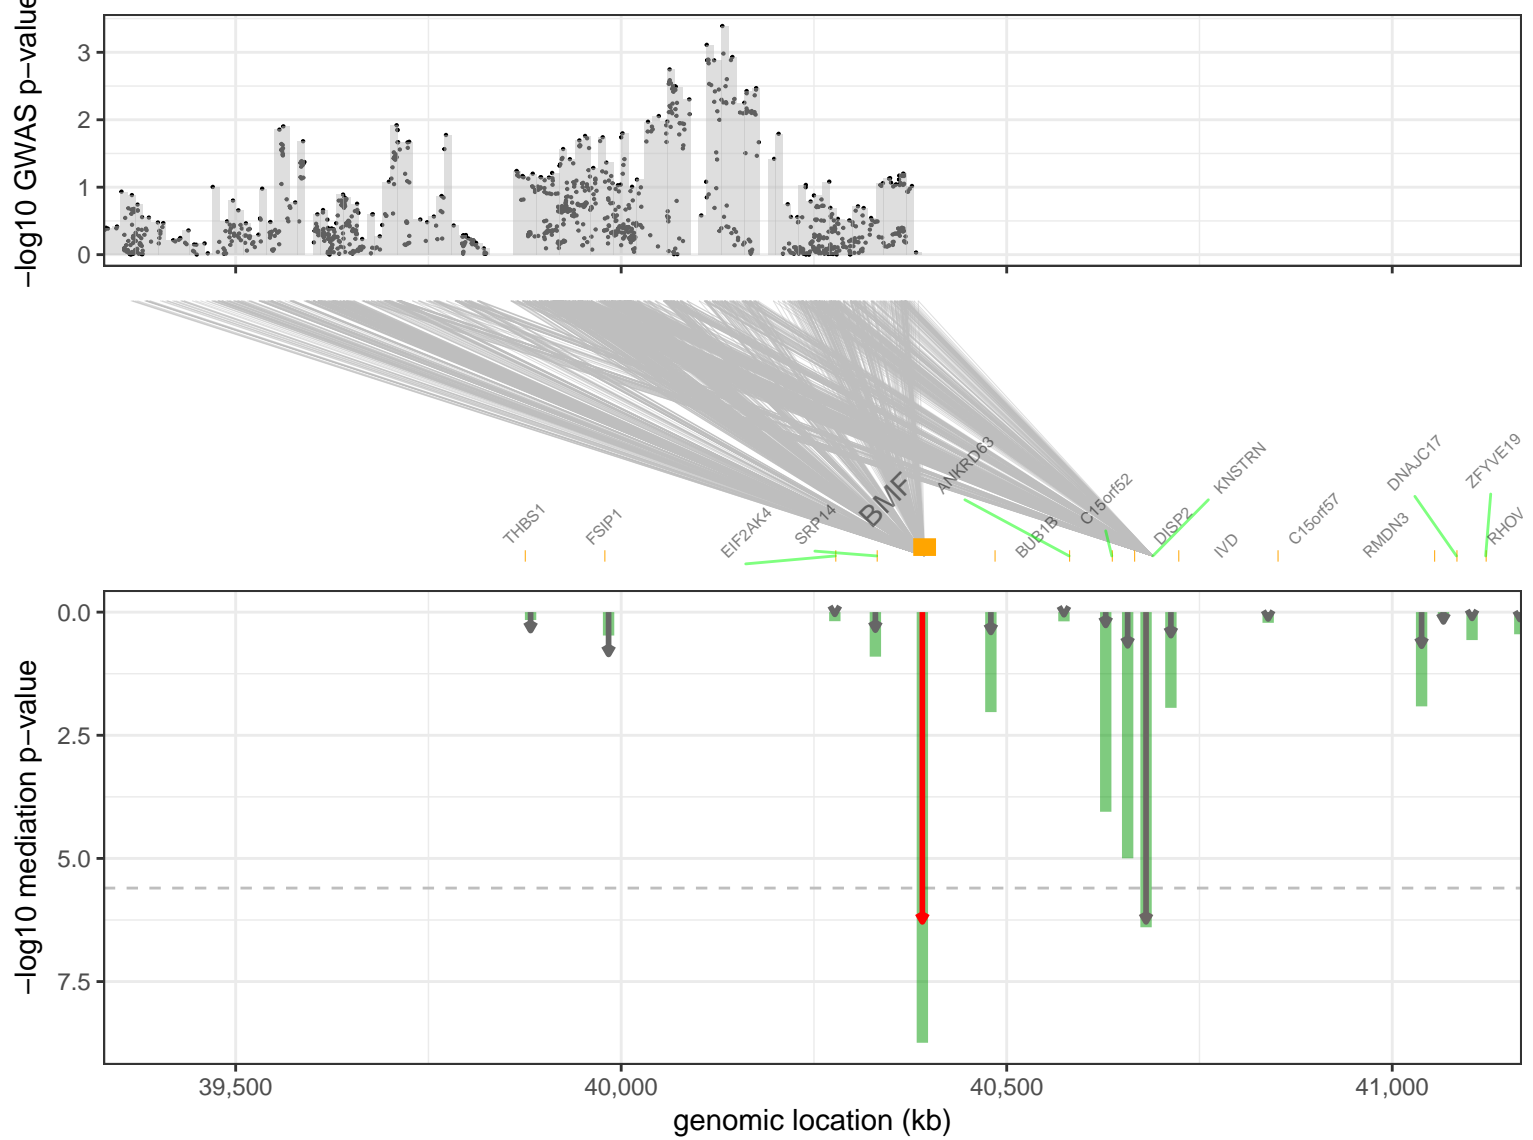 −log10 GWAS p−value
3
2
1
0
THBS1
FSIP1
EIF2AK4
SRP14
BMF
ANKRD63
BUB1B
C15orf52
DISP2
KNSTRN
IVD
C15orf57
RMDN3
DNAJC17
ZFYVE19
RHOV
−log10 mediation p−value
0.0
2.5
5.0
7.5
39,500
40,000
40,500
41,000
genomic location (kb)